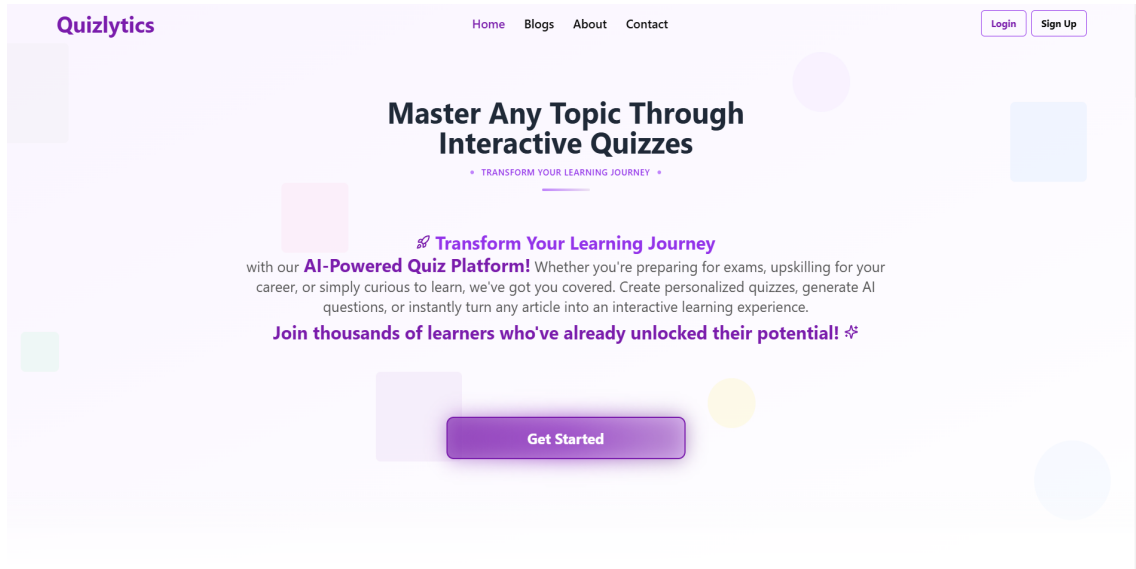 Quizlytics
Home Blogs About Contact
Login Sign Up
Master Any Topic Through
Interactive Quizzes
TRANSFORM YOUR LEARNING JOURNEY
Transform Your Learning Journey
with our AI-Powered Quiz Platform! Whether you're preparing for exams, upskilling for your
career, or simply curious to learn, we've got you covered. Create personalized quizzes, generate AI
questions, or instantly turn any article into an interactive learning experience.
Join thousands of learners who've already unlocked their potential!
Get Started